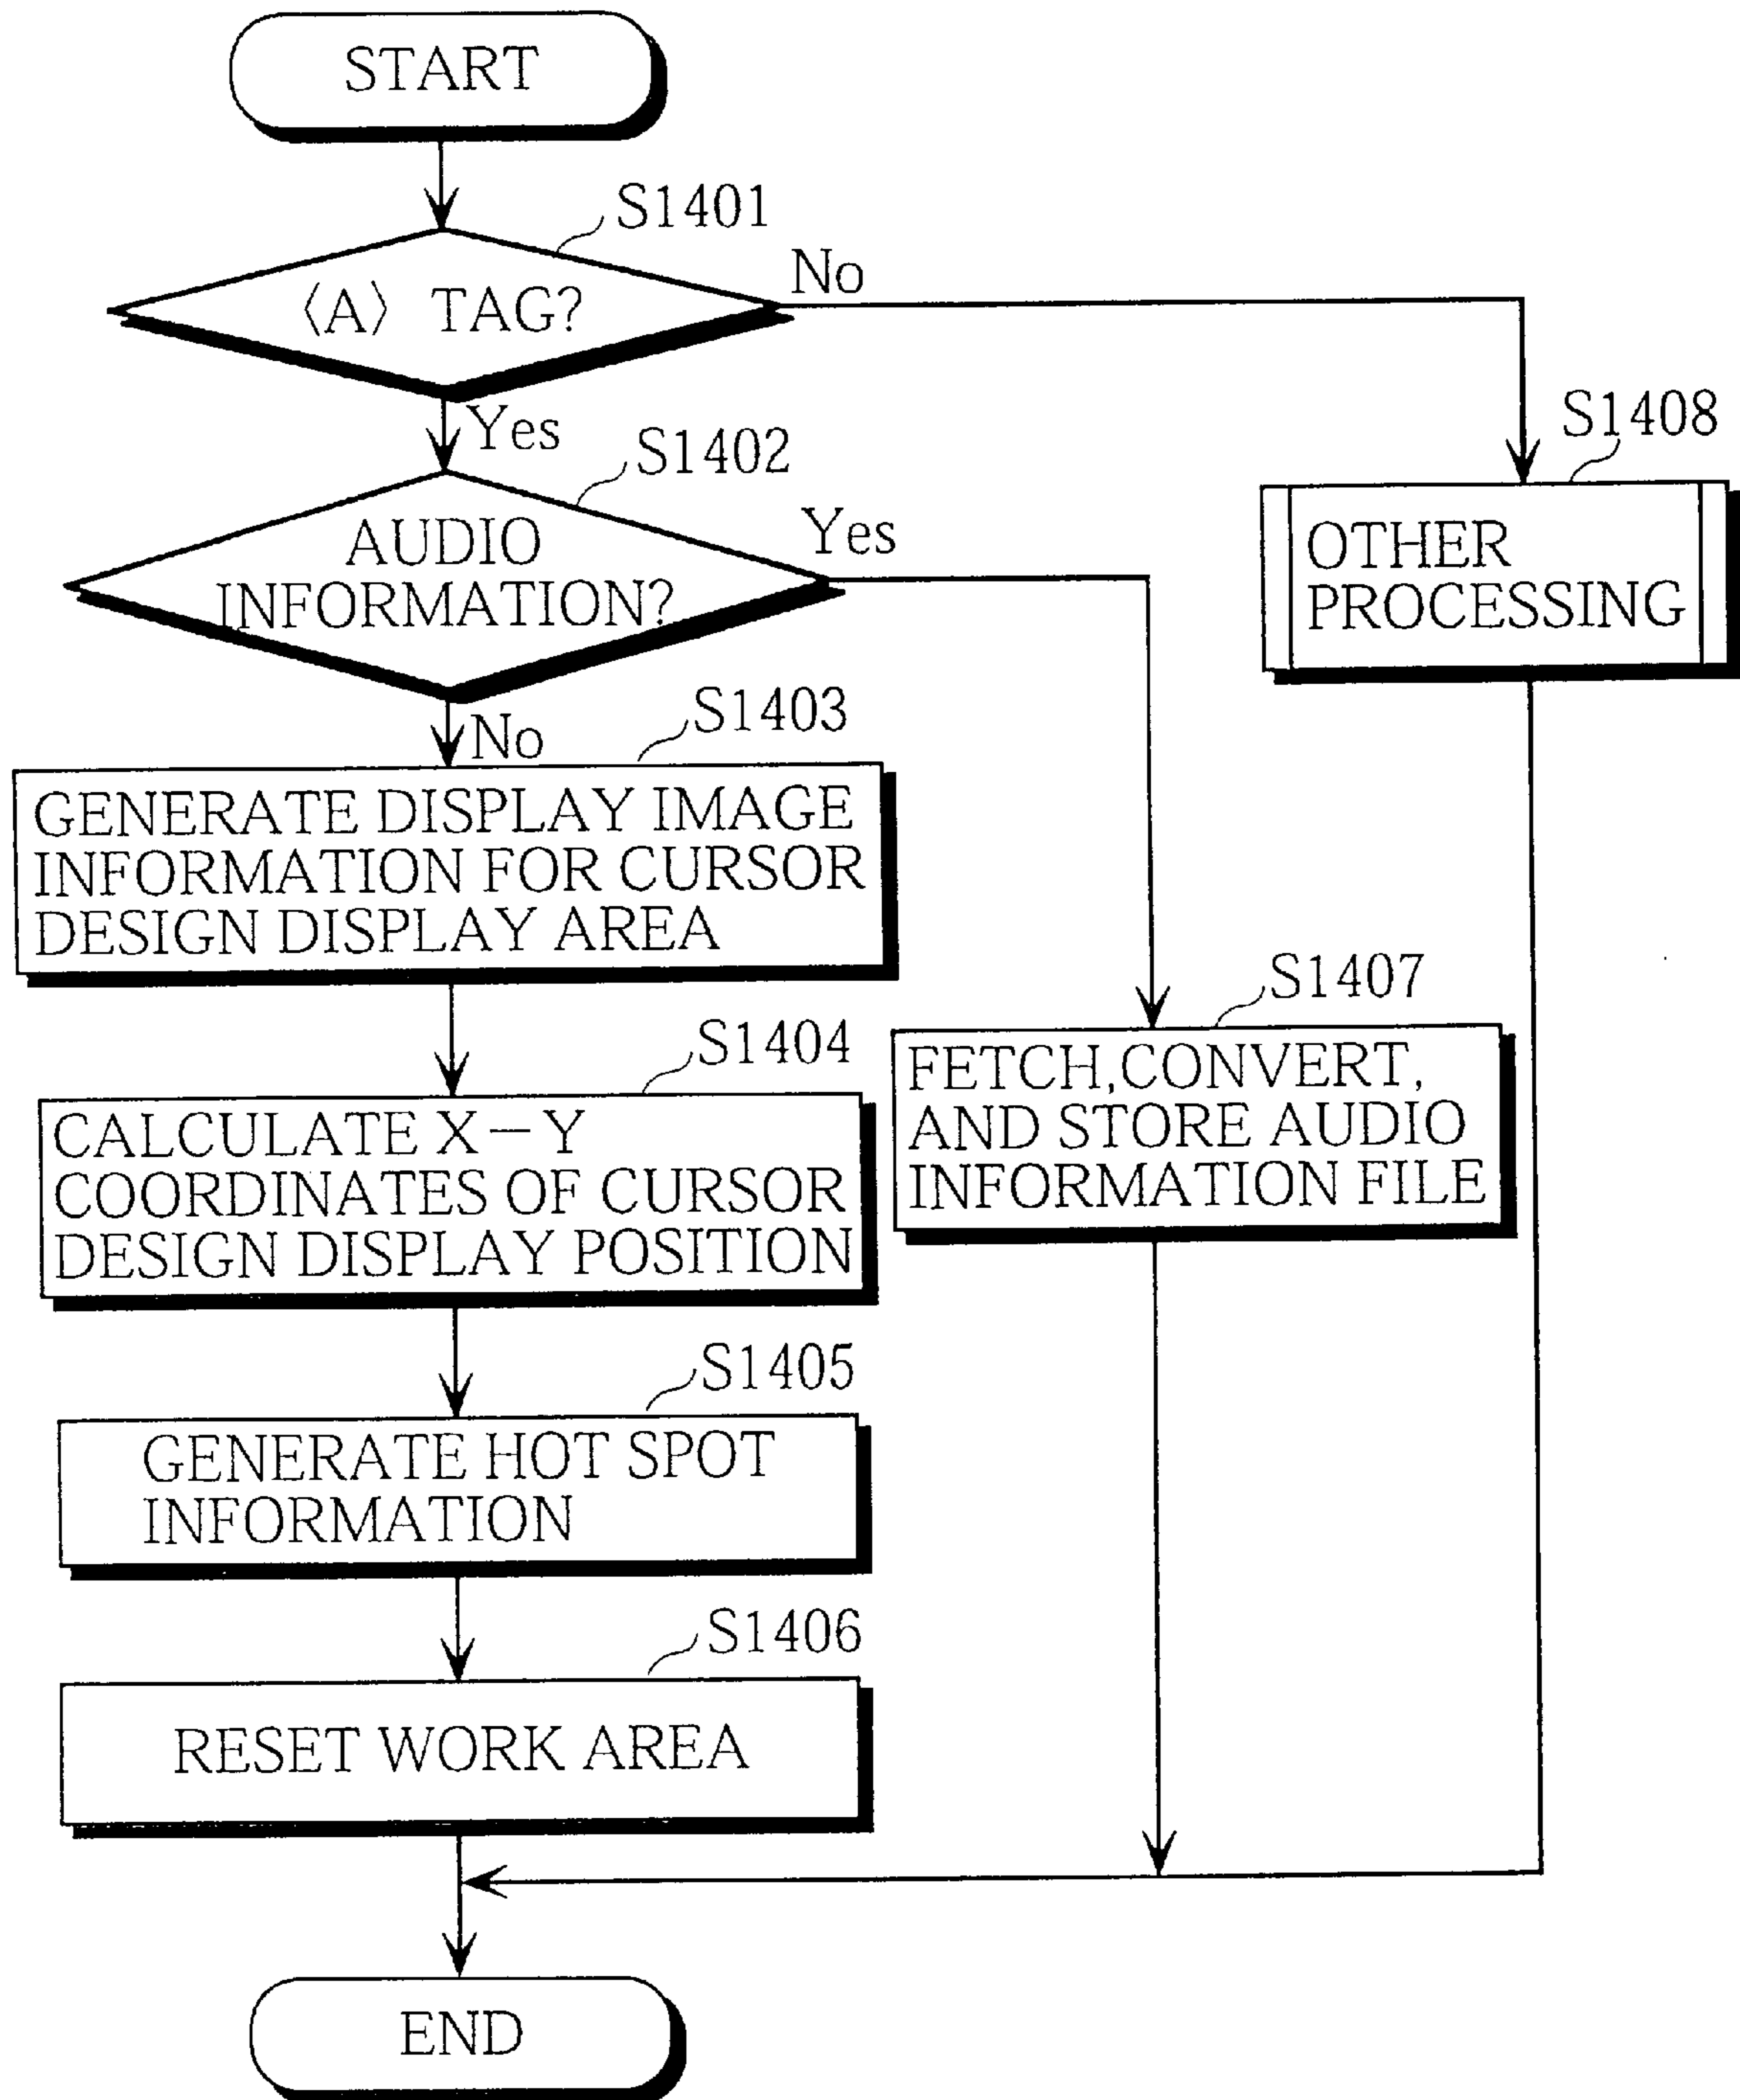 START
S1401
〈A〉 TAG?
No
Yes
S1408
S1402
AUDIO
INFORMATION?
Yes
OTHER
PROCESSING
No
S1403
GENERATE DISPLAY IMAGE
INFORMATION FOR CURSOR
DESIGN DISPLAY AREA
S1407
FETCH,CONVERT,
AND STORE AUDIO
INFORMATION FILE
S1404
CALCULATE X－Y
COORDINATES OF CURSOR
DESIGN DISPLAY POSITION
S1405
GENERATE HOT SPOT
INFORMATION
S1406
RESET WORK AREA
END